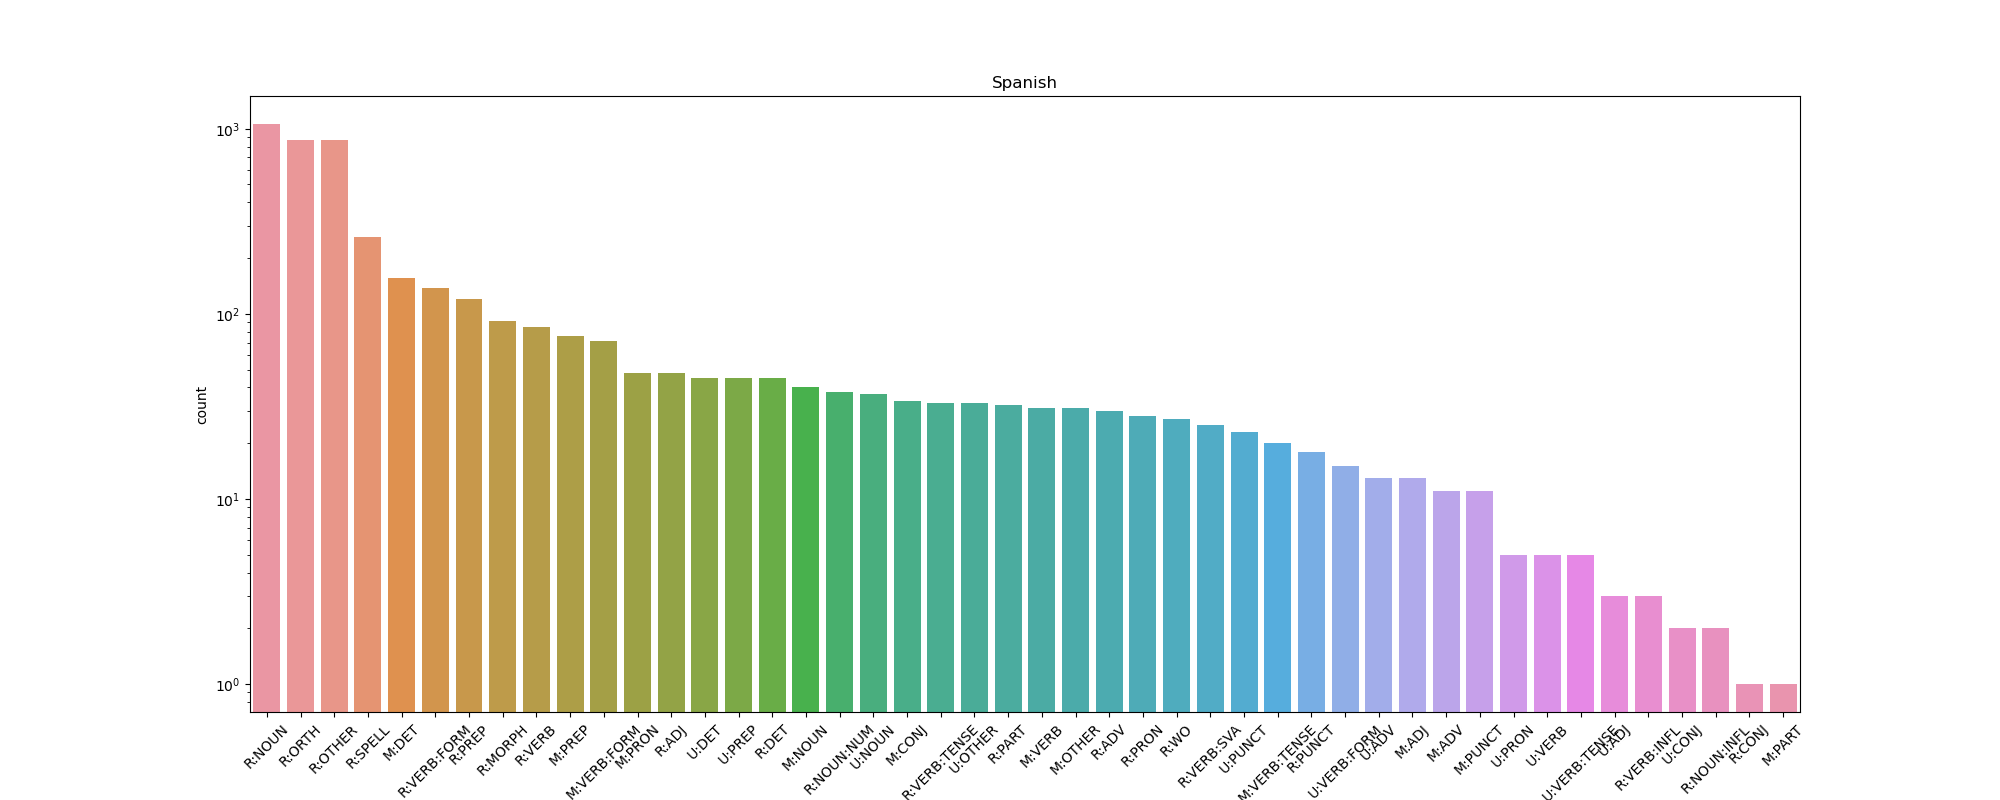 Spanish
10³
10²
10¹
10⁰
count
R:NOUN
R:ORTH
R:OTHER
R:SPELL
M:DET
R:VERB:FORM
R:PREP
R:MORPH
R:VERB
M:PREP
M:VERB:FORM
M:PRON
R:ADJ
U:DET
U:PREP
R:DET
M:NOUN
R:NOUN:NUM
U:NOUN
M:CONJ
R:VERB:TENSE
U:OTHER
R:PART
M:VERB
M:OTHER
R:ADV
R:PRON
R:WO
R:VERB:SVA
U:PUNCT
M:VERB:TENSE
R:PUNCT
U:VERB:FORM
U:ADV
M:ADJ
M:ADV
M:PUNCT
U:PRON
U:VERB
U:VERB:TENSE
U:ADJ
R:VERB:INFL
U:CONJ
R:NOUN:INFL
R:CONJ
M:PART